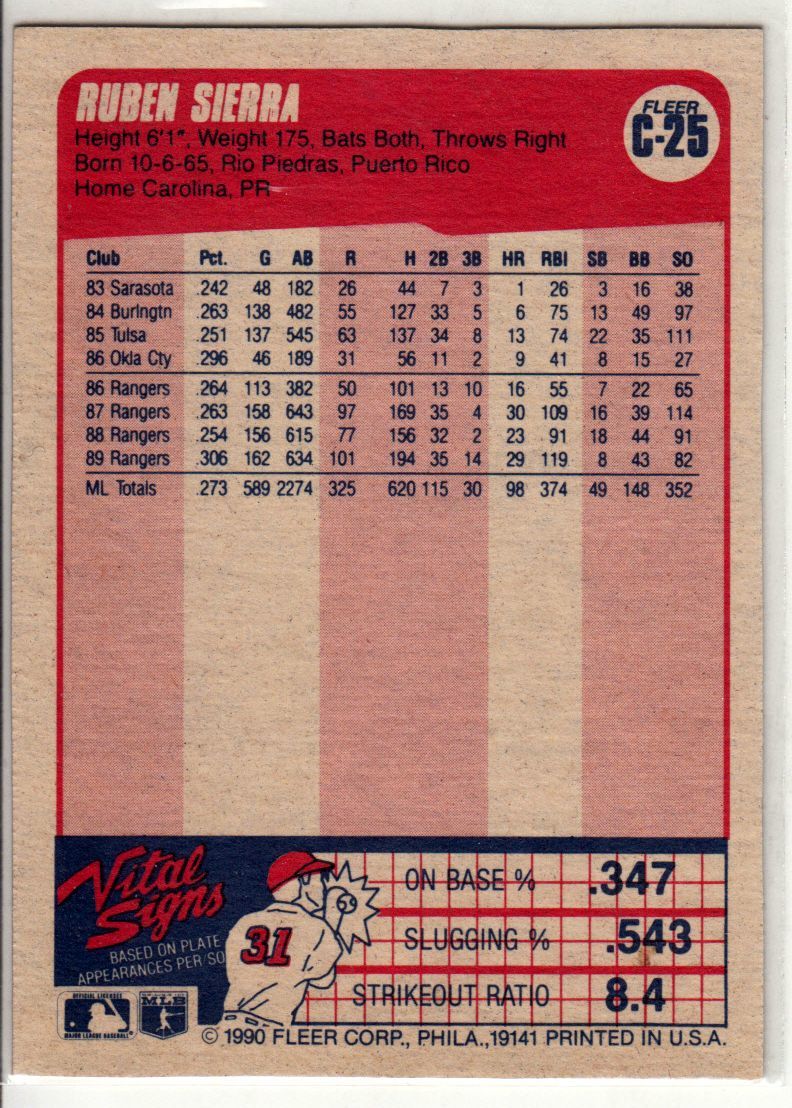 RUBEN SIERRA
Height 6'1", Weight 175, Bats Both, Throws Right
Born 10-6-65, Rio Piedras, Puerto Rico
Home Carolina, PR
FLEER
C-25
Club Pct. G AB R H 2B 3B HR RBI SB BB SO
83 Sarasota .242 48 182 26 44 7 3 1 26 3 16 38
84 Burlngtn .263 138 482 55 127 33 5 6 75 13 49 97
85 Tulsa .251 137 545 63 137 34 8 13 74 22 35 111
86 Okla Cty .296 46 189 31 56 11 2 9 41 8 15 27
86 Rangers .264 113 382 50 101 13 10 16 55 7 22 65
87 Rangers .263 158 643 97 169 35 4 30 109 16 39 114
88 Rangers .254 156 615 77 156 32 2 23 91 18 44 91
89 Rangers .306 162 634 101 194 35 14 29 119 8 43 82
ML Totals .273 589 2274 325 620 115 30 98 374 49 148 352
Vital
Signs
BASED ON PLATE
APPEARANCES PER/SO
31
ON BASE % .347
SLUGGING % .543
STRIKEOUT RATIO 8.4
OFFICIAL LICENSEE
MAJOR LEAGUE BASEBALL
MLB
© 1990 FLEER CORP., PHILA.,19141 PRINTED IN U.S.A.